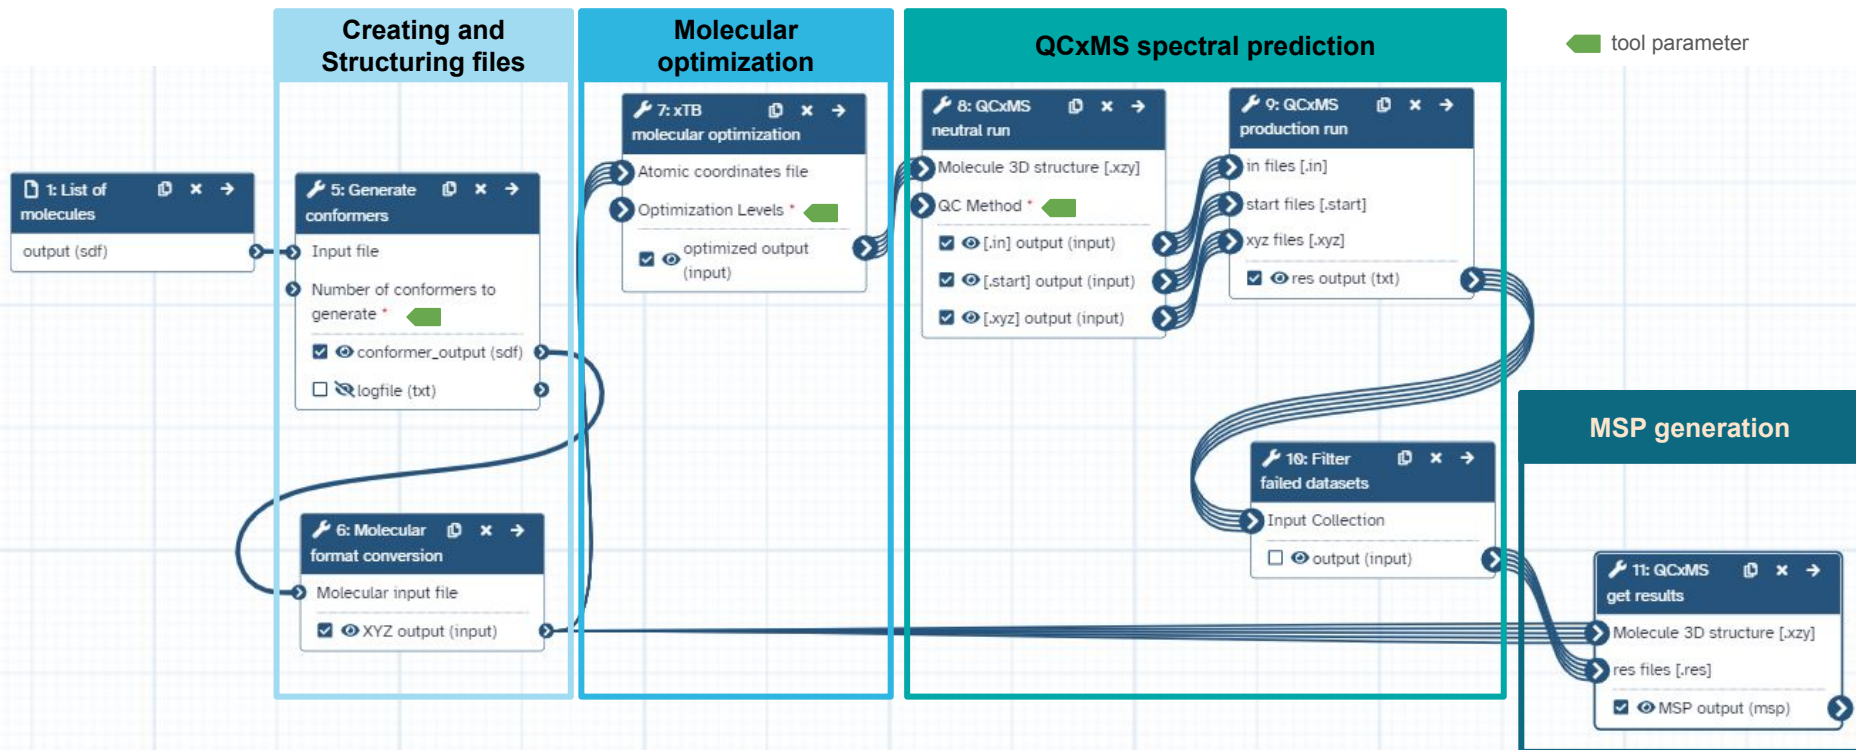 Creating and
Structuring files
Molecular
optimization
QCxMS spectral prediction
tool parameter
1: List of
molecules
output (sdf)
5: Generate
conformers
Input file
Number of conformers to
generate *
conformer_output (sdf)
logfile (txt)
6: Molecular
format conversion
Molecular input file
XYZ output (input)
7: xTB
molecular optimization
Atomic coordinates file
Optimization Levels *
optimized output
(input)
8: QCxMS
neutral run
Molecule 3D structure [.xzy]
QC Method *
[.in] output (input)
[.start] output (input)
[.xyz] output (input)
9: QCxMS
production run
in files [.in]
start files [.start]
xyz files [.xyz]
res output (txt)
10: Filter
failed datasets
Input Collection
output (input)
MSP generation
11: QCxMS
get results
Molecule 3D structure [.xzy]
res files [.res]
MSP output (msp)